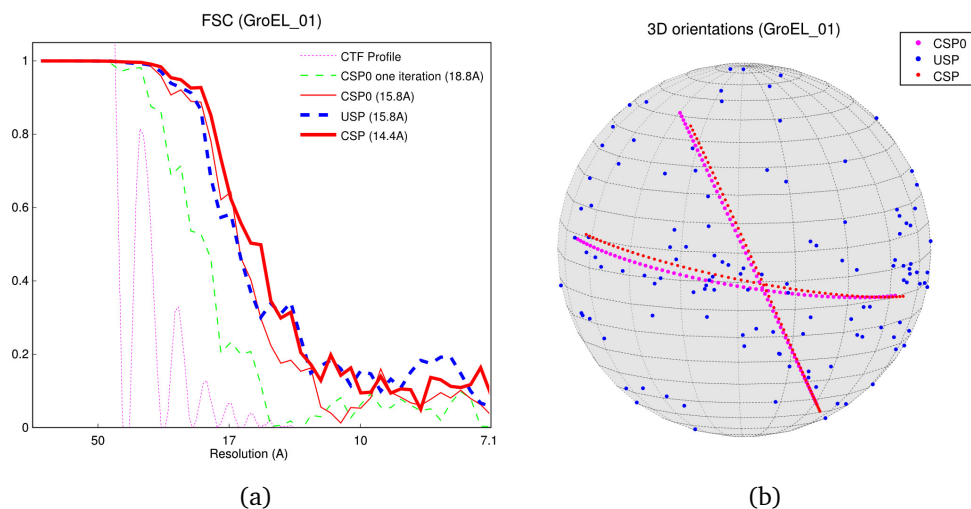 FSC (GroEL_01)
CTF Profile
CSP0 one iteration (18.8A)
CSP0 (15.8A)
USP (15.8A)
CSP (14.4A)
1
0.8
0.6
0.4
0.2
0
50 17 10 7.1
Resolution (A)
(a)
3D orientations (GroEL_01)
CSP0
USP
CSP
(b)